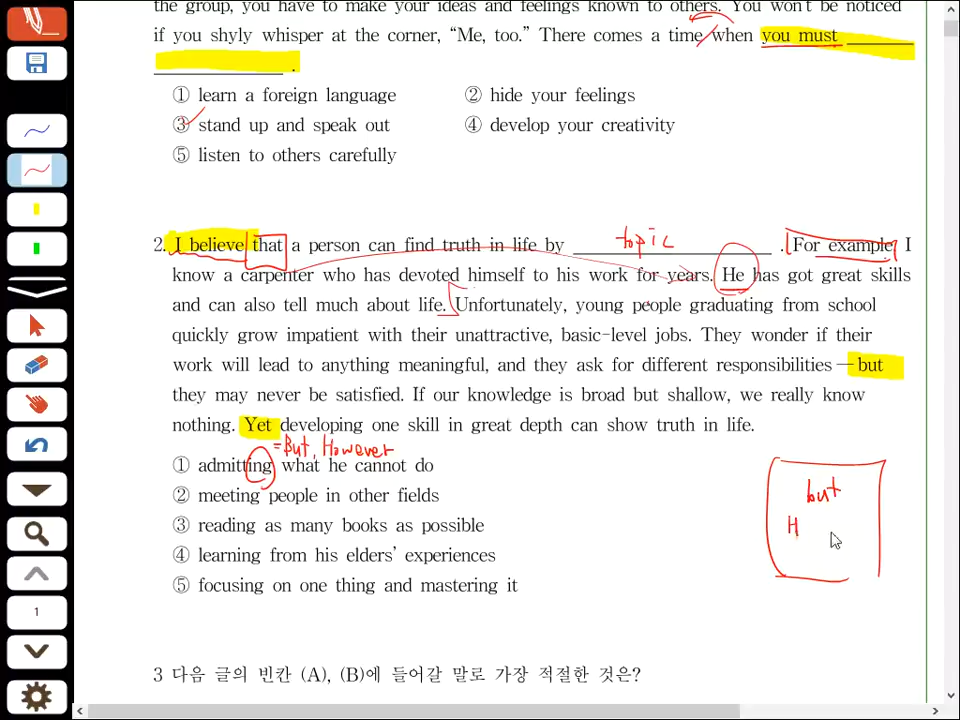 the group, you have to make your ideas and feelings known to others. You won't be noticed
if you shyly whisper at the corner, “Me, too.” There comes a time when you must ______
____________ .
① learn a foreign language ② hide your feelings
③ stand up and speak out ④ develop your creativity
⑤ listen to others carefully
2. I believe that a person can find truth in life by topic ____________ . For example, I
know a carpenter who has devoted himself to his work for years. He has got great skills
and can also tell much about life. Unfortunately, young people graduating from school
quickly grow impatient with their unattractive, basic-level jobs. They wonder if their
work will lead to anything meaningful, and they ask for different responsibilities — but
they may never be satisfied. If our knowledge is broad but shallow, we really know
nothing. Yet developing one skill in great depth can show truth in life.
= But, However
① admitting what he cannot do
② meeting people in other fields
but
③ reading as many books as possible
H
④ learning from his elders' experiences
⑤ focusing on one thing and mastering it
1
3 다음 글의 빈칸 (A), (B)에 들어갈 말로 가장 적절한 것은?